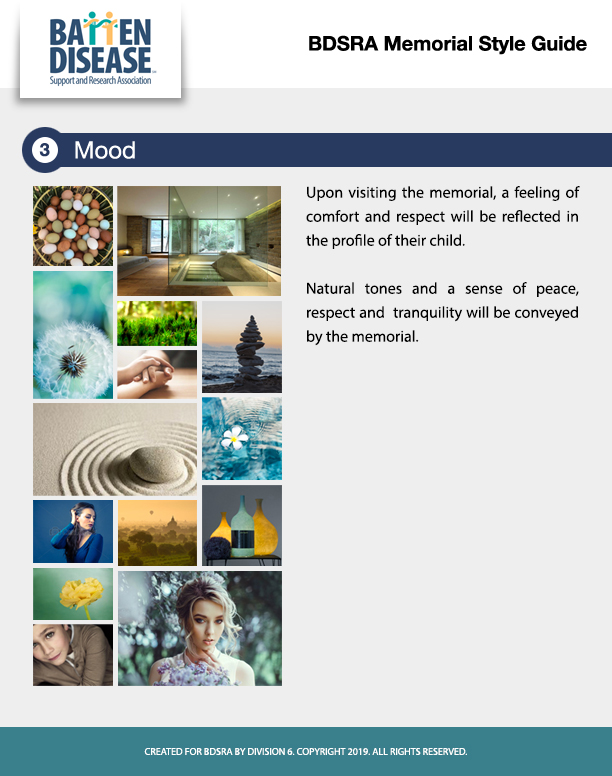 BATTEN
DISEASE™
Support and Research Association
BDSRA Memorial Style Guide
3 Mood
Upon visiting the memorial, a feeling of
comfort and respect will be reflected in
the profile of their child.
Natural tones and a sense of peace,
respect and tranquility will be conveyed
by the memorial.
CREATED FOR BDSRA BY DIVISION 6. COPYRIGHT 2019. ALL RIGHTS RESERVED.